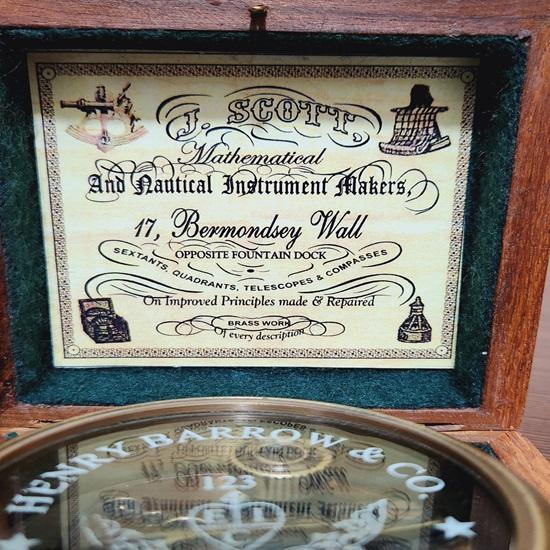 J. SCOTT,
Mathematical
And Nautical Instrument Makers,
17, Bermondsey Wall
OPPOSITE FOUNTAIN DOCK
SEXTANTS, QUADRANTS, TELESCOPES & COMPASSES
On Improved Principles made & Repaired
BRASS WORK
Of every description
HENRY BARROW & CO.
123